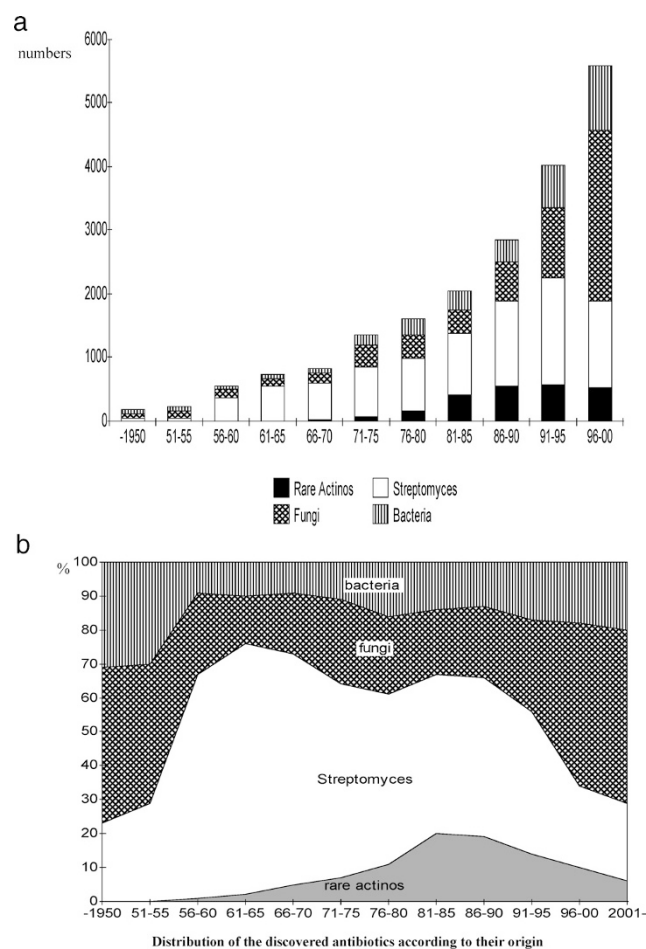 a
numbers
6000
5000
4000
3000
2000
1000
0
-1950 51-55 56-60 61-65 66-70 71-75 76-80 81-85 86-90 91-95 96-00
Rare Actinos Streptomyces
Fungi Bacteria
b
%
100
90
80
70
60
50
40
30
20
10
0
bacteria
fungi
Streptomyces
rare actinos
-1950 51-55 56-60 61-65 66-70 71-75 76-80 81-85 86-90 91-95 96-00 2001-
Distribution of the discovered antibiotics according to their origin